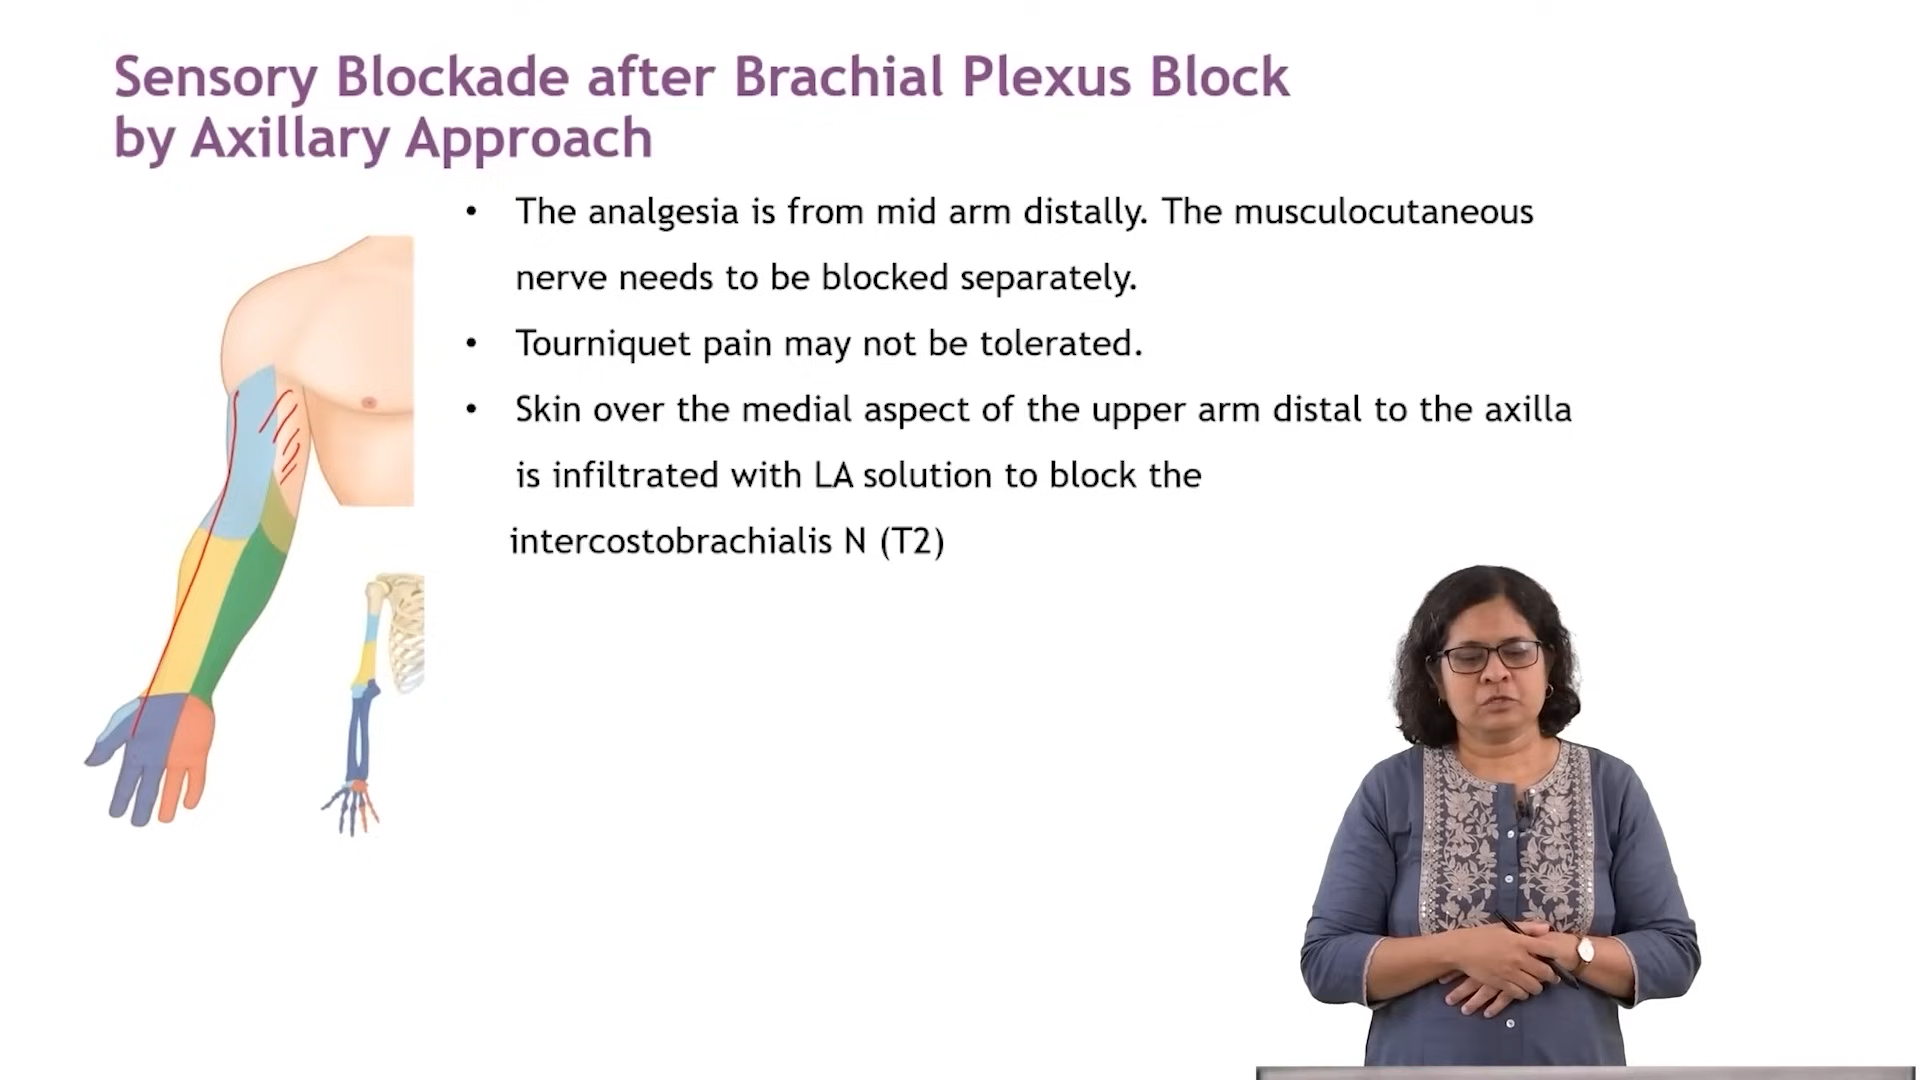 Sensory Blockade after Brachial Plexus Block
by Axillary Approach
• The analgesia is from mid arm distally. The musculocutaneous
nerve needs to be blocked separately.
• Tourniquet pain may not be tolerated.
• Skin over the medial aspect of the upper arm distal to the axilla
is infiltrated with LA solution to block the
intercostobrachialis N (T2)